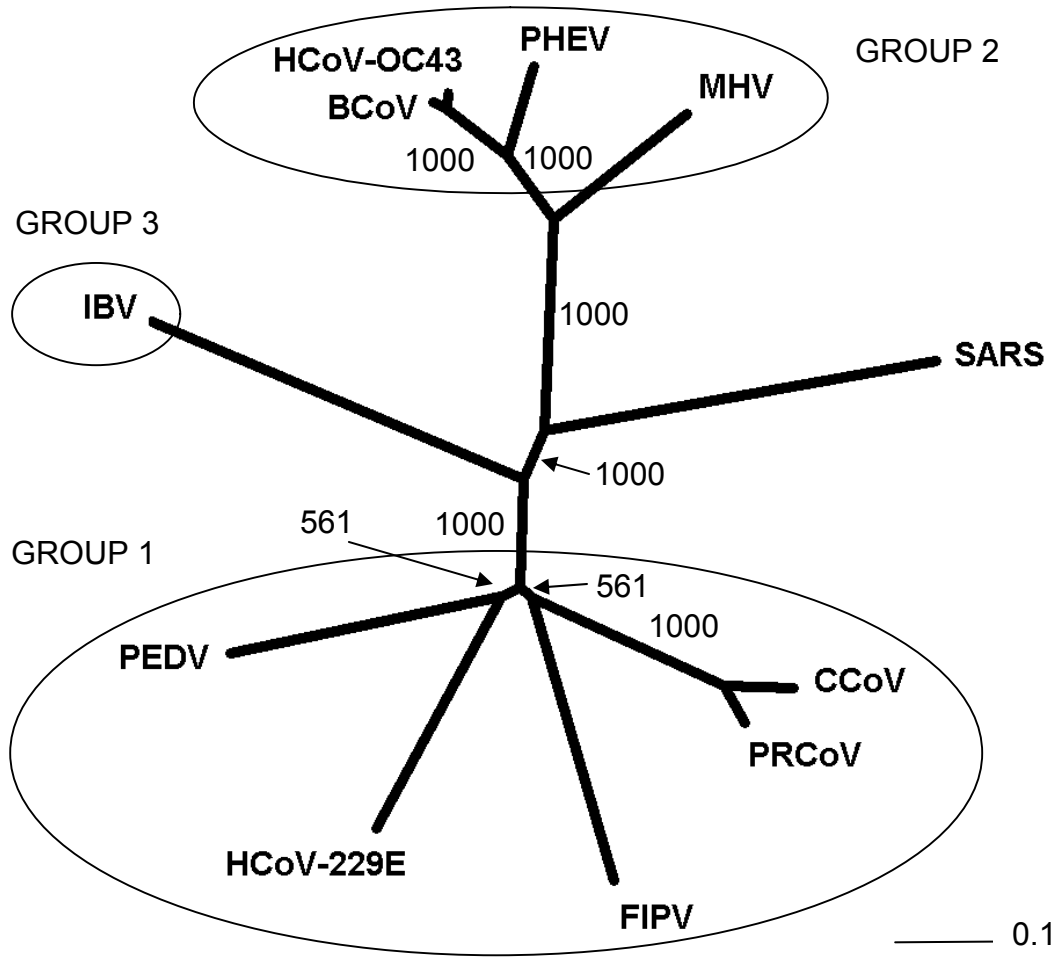 PHEV
GROUP 2
HCoV-OC43
MHV
BCoV
1000
1000
GROUP 3
IBV
1000
SARS
1000
561
1000
GROUP 1
561
1000
PEDV
CCoV
PRCoV
HCoV-229E
FIPV
0.1